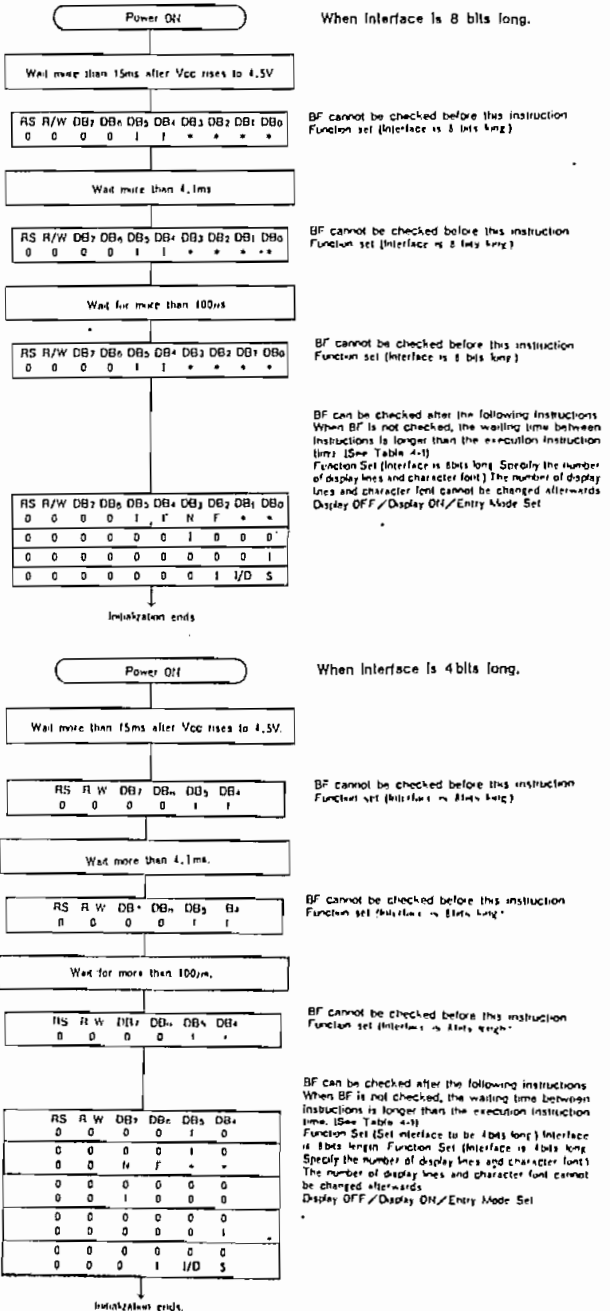 Power ON
When Interface is 8 bits long.
Wait more than 15ms after Vcc rises to 4.5V
RS R/W DB7 DB6 DB5 DB4 DB3 DB2 DB1 DB0
0 0 0 0 1 1 * * * *
BF cannot be checked before this instruction
Function set (Interface is 8 bits long)
Wait more than 4.1ms
RS R/W DB7 DB6 DB5 DB4 DB3 DB2 DB1 DB0
0 0 0 0 1 1 * * * *
BF cannot be checked before this instruction
Function set (Interface is 8 bits long)
Wait for more than 100μs
RS R/W DB7 DB6 DB5 DB4 DB3 DB2 DB1 DB0
0 0 0 0 1 1 * * * *
BF cannot be checked before this instruction
Function set (Interface is 8 bits long)
BF can be checked after the following instructions
When BF is not checked, the waiting time between
instructions is longer than the execution instruction
time (See Table 4-1)
Function Set (Interface is 8bits long Specify the number
of display lines and character font) The number of display
lines and character font cannot be changed afterwards
Display OFF/Display ON/Entry Mode Set
RS R/W DB7 DB6 DB5 DB4 DB3 DB2 DB1 DB0
0 0 0 0 1 1 N F * *
0 0 0 0 0 0 1 0 0 0
0 0 0 0 0 0 0 0 0 1
0 0 0 0 0 0 0 1 I/D S
Initialization ends
Power ON
When Interface is 4bits long.
Wait more than 15ms after Vcc rises to 4.5V.
RS R W DB7 DB6 DB5 DB4
0 0 0 0 1 1
BF cannot be checked before this instruction
Function set (Interface is 8bits long)
Wait more than 4.1ms.
RS R W DB6 DB5
0 0 0 0 1 1
BF cannot be checked before this instruction
Function set (Interface is 8bits long
Wait for more than 100μs.
RS R W DB7 DB6 DB5 DB4
0 0 0 0 1
BF cannot be checked before this instruction
Function set (Interface is 8bits
BF can be checked after the following instructions
When BF is not checked, the waiting time between
instructions is longer than the execution instruction
time. (See Table 4-1)
Function Set (Set interface to be 4bits long) Interface
is 8bits length Function Set (Interface is 4bits long
Specify the number of display lines and character font)
The number of display lines and character font cannot
be changed afterwards
Display OFF/Display ON/Entry Mode Set
RS R W DB7 DB6 DB5 DB4
0 0 0 0 1 0
0 0 0 0 1 0
0 0 N F * *
0 0 0 0 0 0
0 0 1 0 0 0
0 0 0 0 0 0
0 0 0 0 0 1
0 0 0 0 0 0
0 0 0 1 I/D S
Initialization ends.